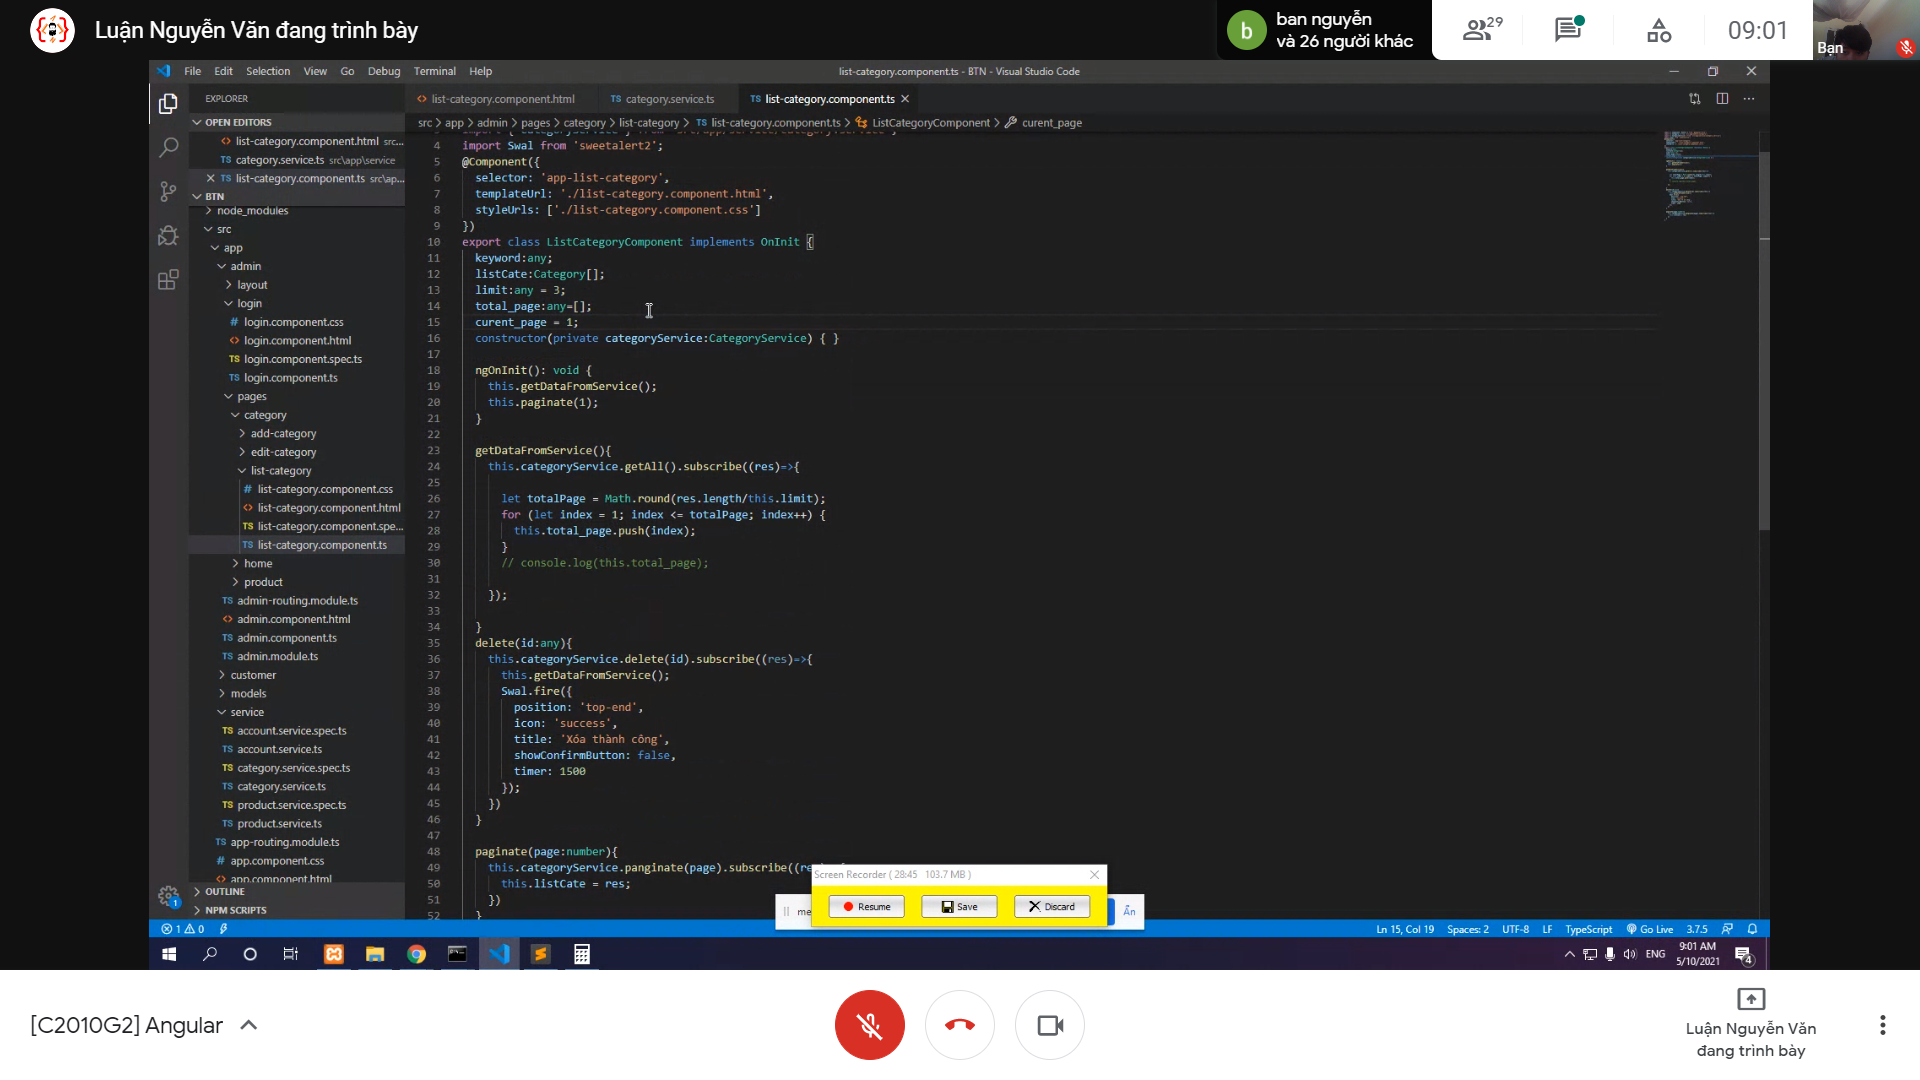 Luận Nguyễn Văn đang trình bày
b
ban nguyễn
và 26 người khác
29
09:01
Bạn
File Edit Selection View Go Debug Terminal Help
list-category.component.ts - BTN - Visual Studio Code
EXPLORER
OPEN EDITORS
list-category.component.html src...
category.service.ts src\app\service
list-category.component.ts src\ap...
BTN
node_modules
src
app
admin
layout
login
login.component.css
login.component.html
login.component.spec.ts
login.component.ts
pages
category
add-category
edit-category
list-category
list-category.component.css
list-category.component.html
list-category.component.spe...
list-category.component.ts
home
product
admin-routing.module.ts
admin.component.html
admin.component.ts
admin.module.ts
customer
models
service
account.service.spec.ts
account.service.ts
category.service.spec.ts
category.service.ts
product.service.spec.ts
product.service.ts
app-routing.module.ts
app.component.css
app.component.html
OUTLINE
NPM SCRIPTS
list-category.component.html
category.service.ts
list-category.component.ts
src > app > admin > pages > category > list-category > list-category.component.ts > ListCategoryComponent > curent_page
4 import Swal from 'sweetalert2';
5 @Component({
6 selector: 'app-list-category',
7 templateUrl: './list-category.component.html',
8 styleUrls: ['./list-category.component.css']
9 })
10 export class ListCategoryComponent implements OnInit {
11 keyword:any;
12 listCate:Category[];
13 limit:any = 3;
14 total_page:any=[];
15 curent_page = 1;
16 constructor(private categoryService:CategoryService) { }
17
18 ngOnInit(): void {
19 this.getDataFromService();
20 this.paginate(1);
21 }
22
23 getDataFromService(){
24 this.categoryService.getAll().subscribe((res)=>{
25
26 let totalPage = Math.round(res.length/this.limit);
27 for (let index = 1; index <= totalPage; index++) {
28 this.total_page.push(index);
29 }
30 // console.log(this.total_page);
31
32 });
33
34 }
35 delete(id:any){
36 this.categoryService.delete(id).subscribe((res)=>{
37 this.getDataFromService();
38 Swal.fire({
39 position: 'top-end',
40 icon: 'success',
41 title: 'Xóa thành công',
42 showConfirmButton: false,
43 timer: 1500
44 });
45 })
46 }
47
48 paginate(page:number){
49 this.categoryService.panginate(page).subscribe((re
50 this.listCate = res;
51 })
52 }
Screen Recorder ( 28:45 103.7 MB )
Resume Save Discard
me
Ẩn
1 0
1
Ln 15, Col 19 Spaces: 2 UTF-8 LF TypeScript Go Live 3.7.5
ENG
9:01 AM
5/10/2021
4
[C2010G2] Angular
Luận Nguyễn Văn
đang trình bày